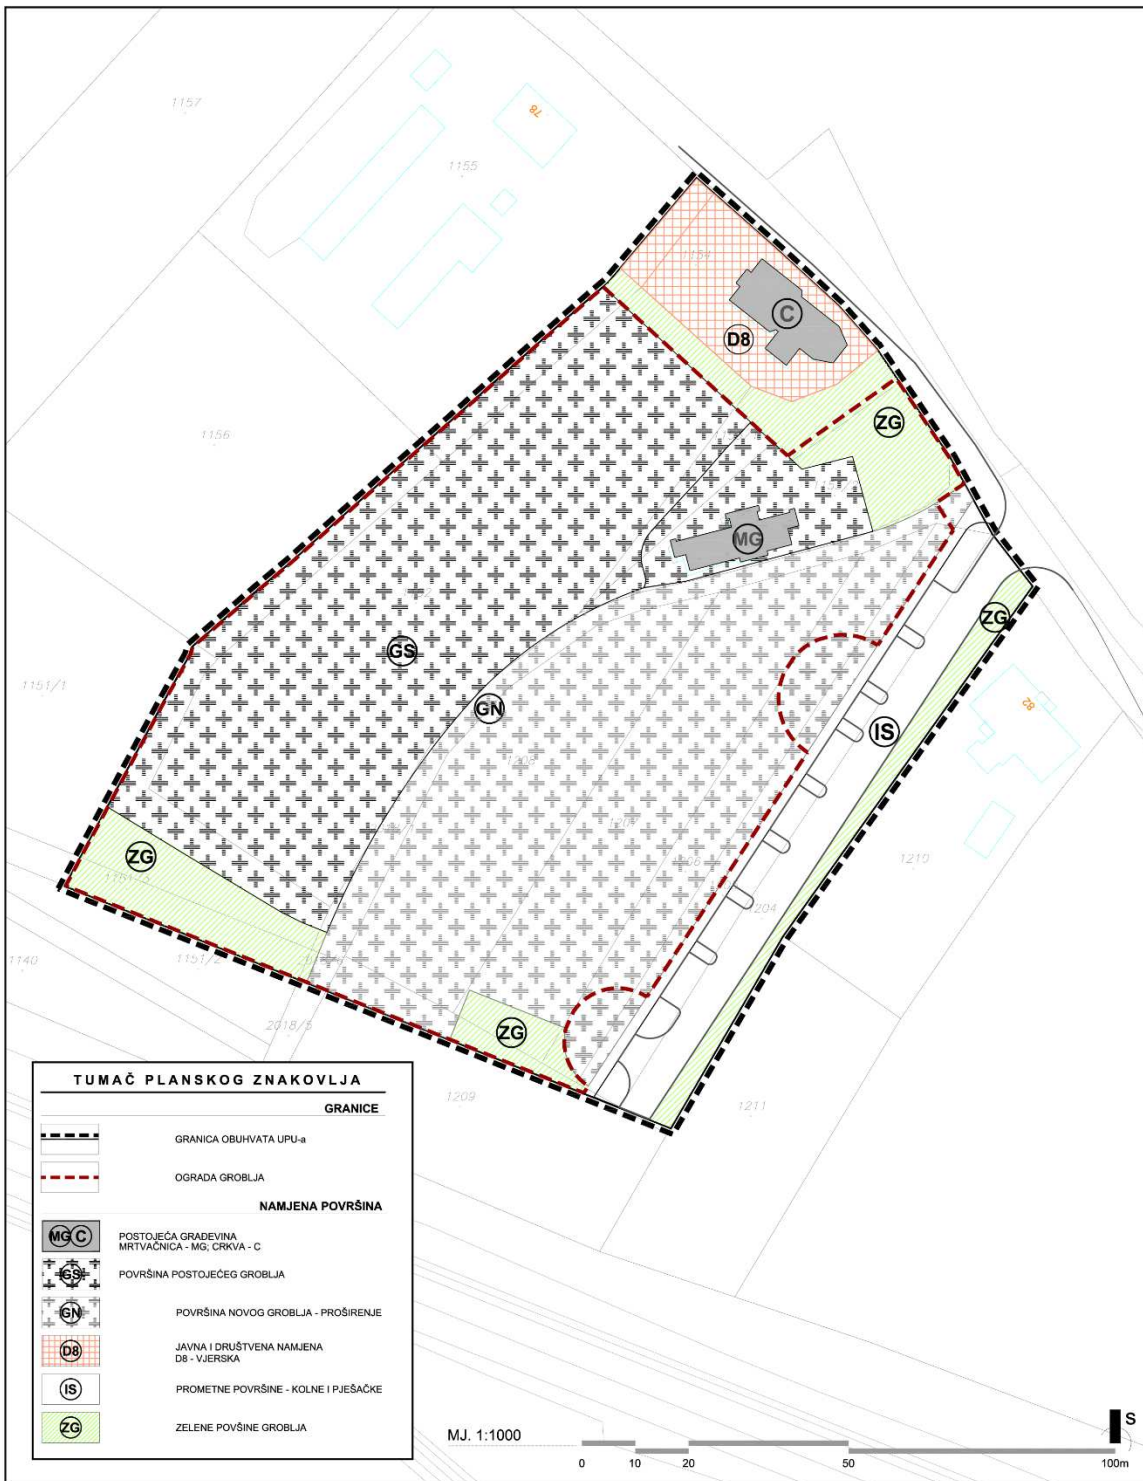 1157
78
1155
1154
C
D8
1156
ZG
MG
GS
ZG
1151/1
GN
82
IS
1206
ZG
1210
1204
1140
1151/2
2018/5
ZG
1209
1211
TUMAČ PLANSKOG ZNAKOVLJA
GRANICE
GRANICA OBUHVATA UPU-a
OGRADA GROBLJA
NAMJENA POVRŠINA
MG C POSTOJEĆA GRAĐEVINA
MRTVAČNICA - MG; CRKVA - C
GS POVRŠINA POSTOJEĆEG GROBLJA
GN POVRŠINA NOVOG GROBLJA - PROŠIRENJE
D8 JAVNA I DRUŠTVENA NAMJENA
D8 - VJERSKA
IS PROMETNE POVRŠINE - KOLNE I PJEŠAČKE
ZG ZELENE POVŠINE GROBLJA
MJ. 1:1000
S
0 10 20 50 100m